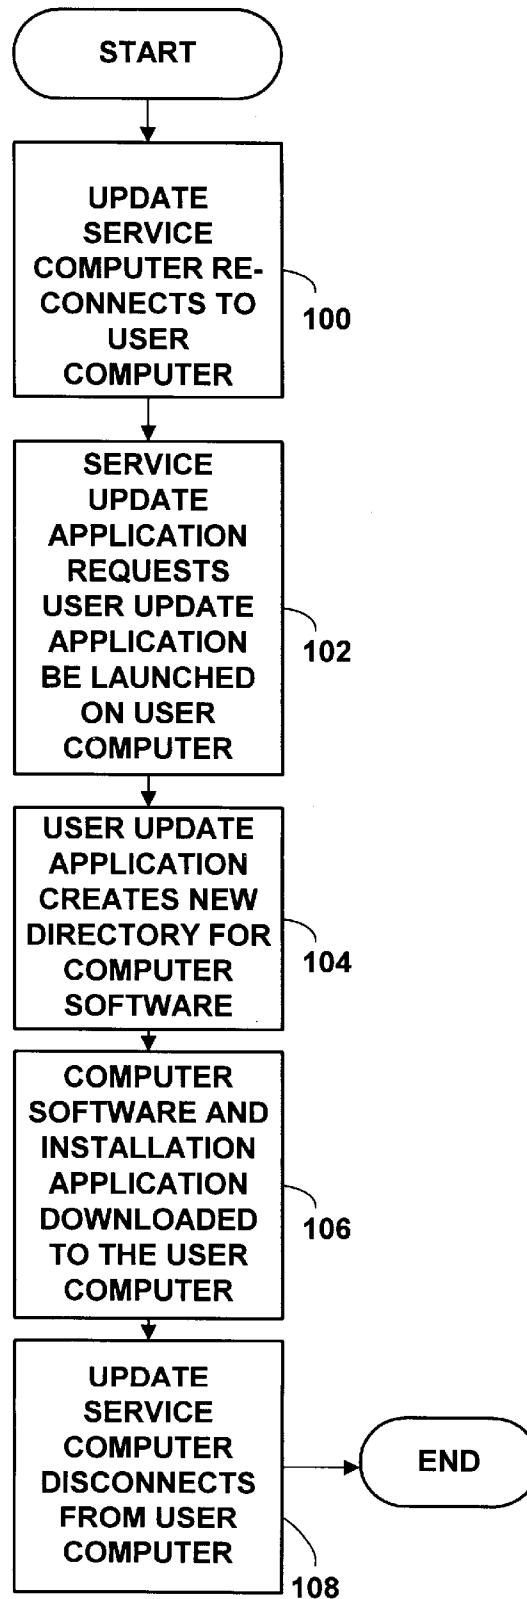 START
UPDATE
SERVICE
COMPUTER RE-
CONNECTS TO
USER
COMPUTER
100
SERVICE
UPDATE
APPLICATION
REQUESTS
USER UPDATE
APPLICATION
BE LAUNCHED
ON USER
COMPUTER
102
USER UPDATE
APPLICATION
CREATES NEW
DIRECTORY FOR
COMPUTER
SOFTWARE
104
COMPUTER
SOFTWARE AND
INSTALLATION
APPLICATION
DOWNLOADED
TO THE USER
COMPUTER
106
UPDATE
SERVICE
COMPUTER
DISCONNECTS
FROM USER
COMPUTER
108
END